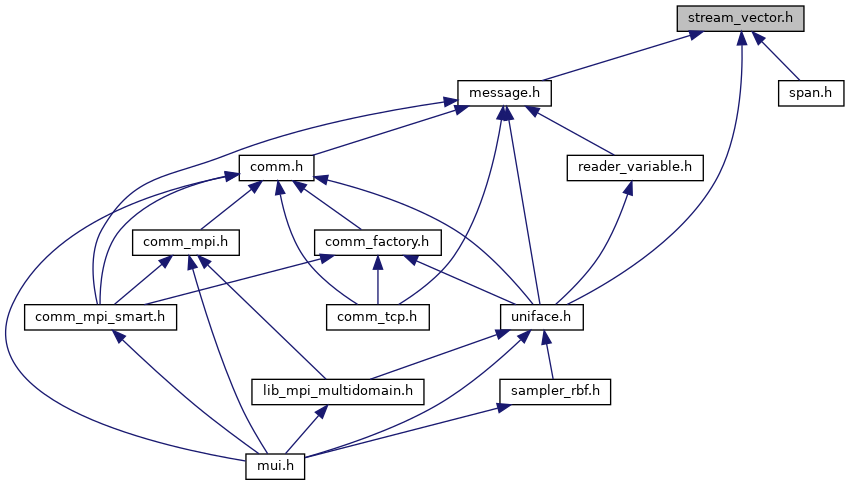 stream_vector.h
message.h
span.h
comm.h
reader_variable.h
comm_mpi.h
comm_factory.h
comm_mpi_smart.h
comm_tcp.h
uniface.h
lib_mpi_multidomain.h
sampler_rbf.h
mui.h